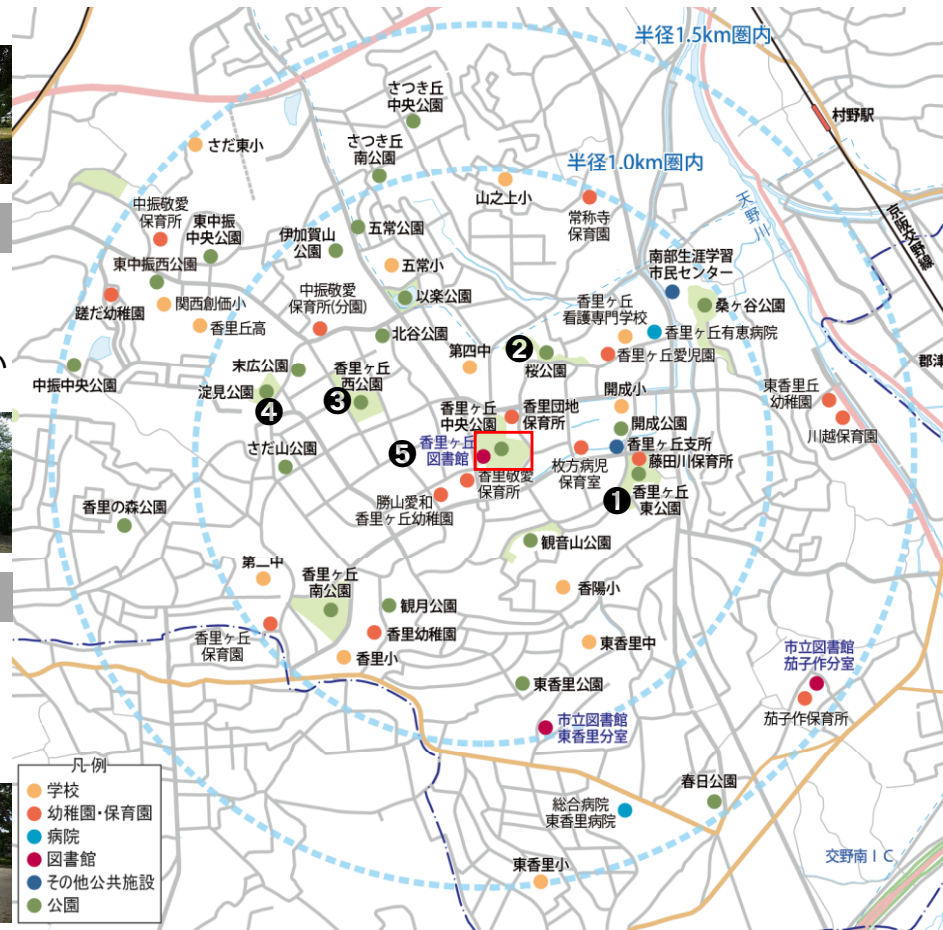 半径1.5km圏内
さつき丘
中央公園
村野駅
さだ東小
さつき丘
南公園
半径1.0km圏内
山之上小
常称寺
保育園
天野川
京阪交野線
中振敬愛
保育所
東中振
中央公園
伊加賀山
公園
五常公園
南部生涯学習
市民センター
東中振西公園
五常小
蹉だ幼稚園
関西創価小
中振敬愛
保育所(分園)
以楽公園
香里ヶ丘
看護専門学校
桑ヶ谷公園
香里丘高
北谷公園
香里ヶ丘有恵病院
第四中
❷
桜公園
香里ヶ丘愛児園
郡津
中振中央公園
末広公園
香里ヶ丘
西公園
淀見公園
❸
❹
開成小
東香里丘
幼稚園
香里ヶ丘
中央公園
香里団地
保育所
開成公園
川越保育園
さだ山公園
❺
香里ヶ丘
図書館
香里ヶ丘支所
枚方病児
保育室
藤田川保育所
香里敬愛
保育所
勝山愛和
香里ヶ丘幼稚園
❶
香里ヶ丘
東公園
香里の森公園
観音山公園
第二中
香里ヶ丘
南公園
香陽小
観月公園
香里ヶ丘
保育園
香里幼稚園
東香里中
香里小
市立図書館
茄子作分室
東香里公園
茄子作保育所
市立図書館
東香里分室
春日公園
総合病院
東香里病院
交野南IC
東香里小
凡例
学校
幼稚園・保育園
病院
図書館
その他公共施設
公園